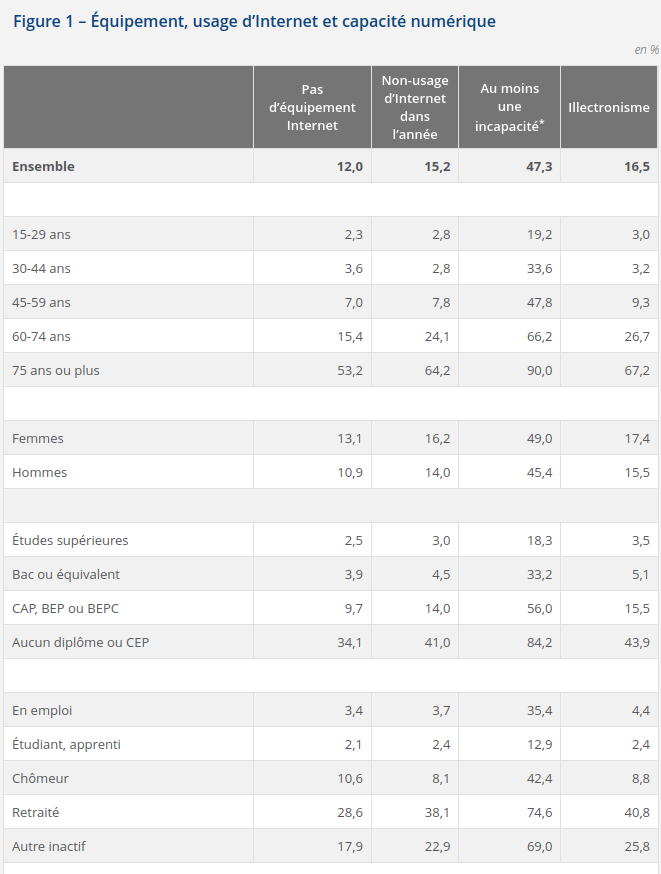 Figure 1 – Équipement, usage d’Internet et capacité numérique
en %
Pas d’équipement Internet Non-usage d’Internet dans l’année Au moins une incapacité* Illectronisme
Ensemble 12,0 15,2 47,3 16,5
15-29 ans 2,3 2,8 19,2 3,0
30-44 ans 3,6 2,8 33,6 3,2
45-59 ans 7,0 7,8 47,8 9,3
60-74 ans 15,4 24,1 66,2 26,7
75 ans ou plus 53,2 64,2 90,0 67,2
Femmes 13,1 16,2 49,0 17,4
Hommes 10,9 14,0 45,4 15,5
Études supérieures 2,5 3,0 18,3 3,5
Bac ou équivalent 3,9 4,5 33,2 5,1
CAP, BEP ou BEPC 9,7 14,0 56,0 15,5
Aucun diplôme ou CEP 34,1 41,0 84,2 43,9
En emploi 3,4 3,7 35,4 4,4
Étudiant, apprenti 2,1 2,4 12,9 2,4
Chômeur 10,6 8,1 42,4 8,8
Retraité 28,6 38,1 74,6 40,8
Autre inactif 17,9 22,9 69,0 25,8